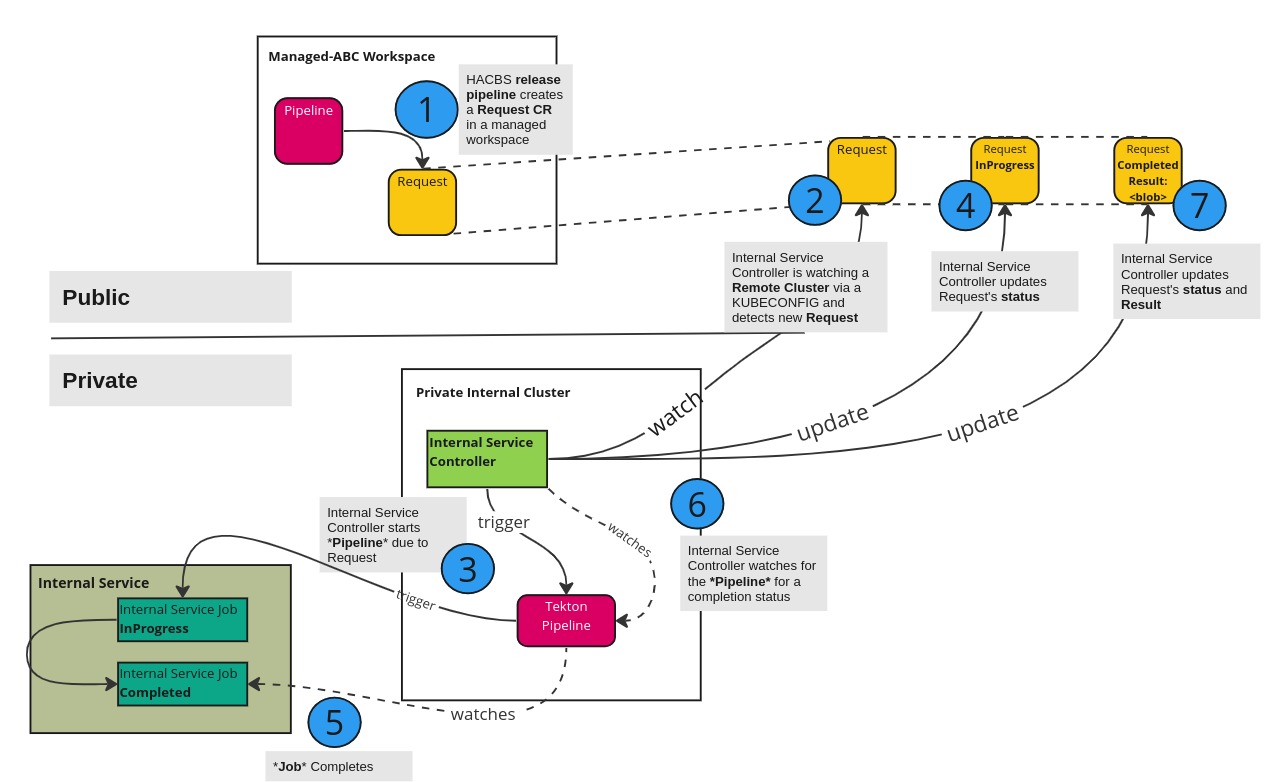 Managed-ABC Workspace
Pipeline
1
HACBS release
pipeline creates
a Request CR
in a managed
workspace
Request
Request
2
Request
InProgress
4
Request
Completed
Result:
<blob>
7
Internal Service
Controller is watching a
Remote Cluster via a
KUBECONFIG and
detects new Request
Internal Service
Controller updates
Request's status
Internal Service
Controller updates
Request's status and
Result
Public
Private
Private Internal Cluster
Internal Service
Controller
watch
update
update
trigger
watches
6
Internal Service
Controller watches for
the *Pipeline* for a
completion status
Internal Service
Controller starts
*Pipeline* due to
Request
3
trigger
Tekton
Pipeline
Internal Service
Internal Service Job
InProgress
Internal Service Job
Completed
watches
5
*Job* Completes